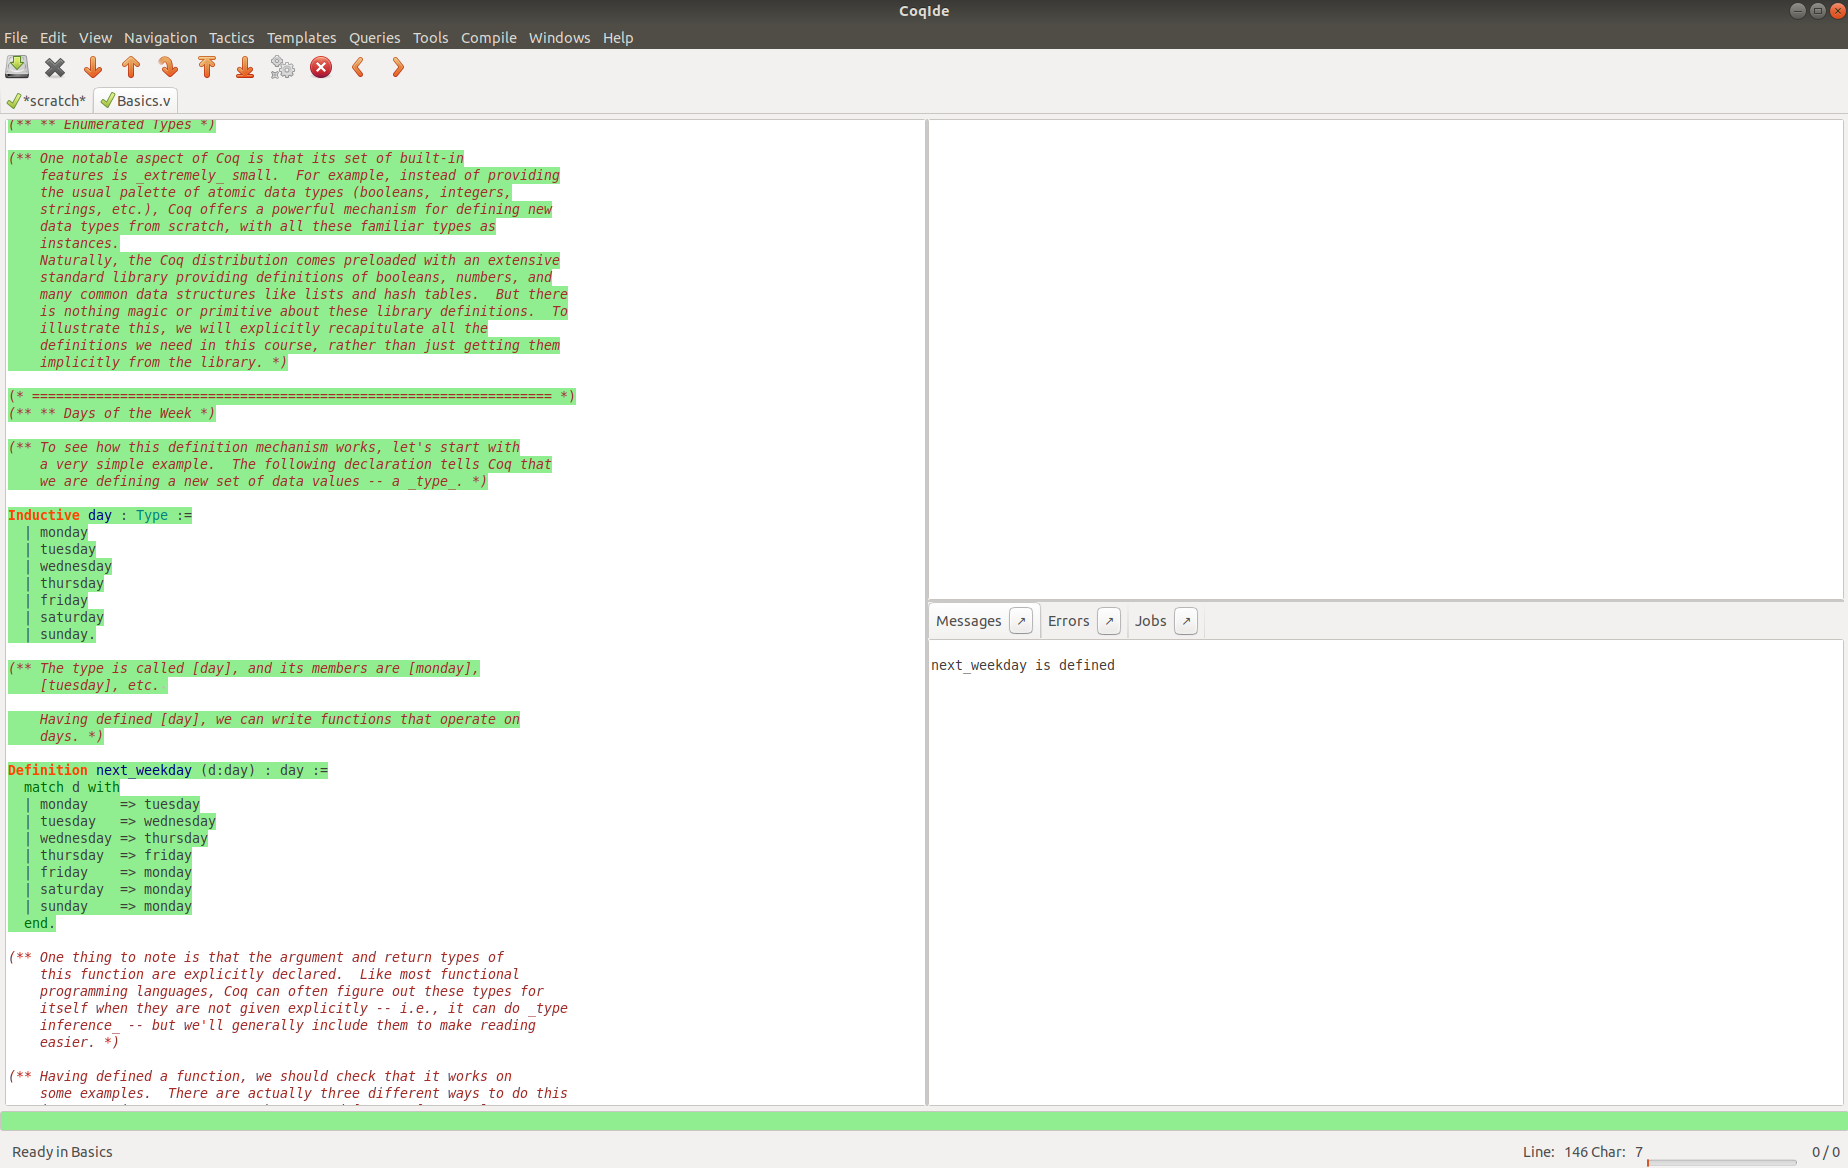 CoqIde
File Edit View Navigation Tactics Templates Queries Tools Compile Windows Help
*scratch* Basics.v
(** ** Enumerated Types *)
(** One notable aspect of Coq is that its set of built-in
features is _extremely_ small.  For example, instead of providing
the usual palette of atomic data types (booleans, integers,
strings, etc.), Coq offers a powerful mechanism for defining new
data types from scratch, with all these familiar types as
instances.
Naturally, the Coq distribution comes preloaded with an extensive
standard library providing definitions of booleans, numbers, and
many common data structures like lists and hash tables.  But there
is nothing magic or primitive about these library definitions.  To
illustrate this, we will explicitly recapitulate all the
definitions we need in this course, rather than just getting them
implicitly from the library. *)
(* ================================================================= *)
(** ** Days of the Week *)
(** To see how this definition mechanism works, let's start with
a very simple example.  The following declaration tells Coq that
we are defining a new set of data values -- a _type_. *)
Inductive day : Type :=
| monday
| tuesday
| wednesday
| thursday
| friday
| saturday
| sunday.
(** The type is called [day], and its members are [monday],
[tuesday], etc.
Having defined [day], we can write functions that operate on
days. *)
Definition next_weekday (d:day) : day :=
match d with
| monday    => tuesday
| tuesday   => wednesday
| wednesday => thursday
| thursday  => friday
| friday    => monday
| saturday  => monday
| sunday    => monday
end.
(** One thing to note is that the argument and return types of
this function are explicitly declared.  Like most functional
programming languages, Coq can often figure out these types for
itself when they are not given explicitly -- i.e., it can do _type
inference_ -- but we'll generally include them to make reading
easier. *)
(** Having defined a function, we should check that it works on
some examples.  There are actually three different ways to do this
Messages Errors Jobs
next_weekday is defined
Ready in Basics
Line: 146 Char: 7
0 / 0